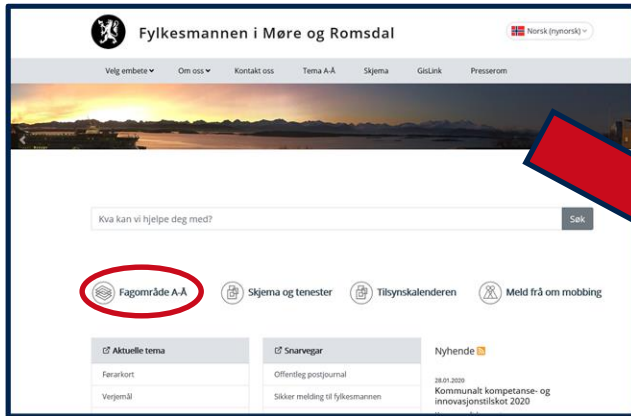 Fylkesmannen i Møre og Romsdal
Norsk (nynorsk)
Velg embete Om oss Kontakt oss Tema A-Å Skjema GisLink Presserom
Kva kan vi hjelpe deg med? Søk
Fagområde A-Å Skjema og tenester Tilsynskalenderen Meld frå om mobbing
Aktuelle tema
Førarkort
Verjemål
Snarvegar
Offentleg postjournal
Sikker melding til fylkesmannen
Nyhende
28.01.2020
Kommunalt kompetanse- og
innovasjonstilskot 2020